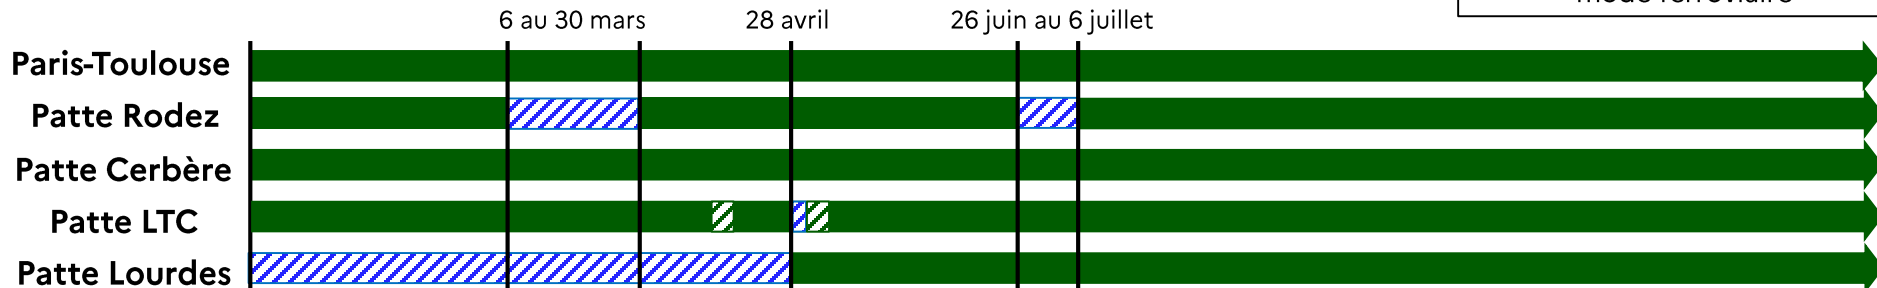 6 au 30 mars
28 avril
26 juin au 6 juillet
Paris-Toulouse
Patte Rodez
Patte Cerbère
Patte LTC
Patte Lourdes